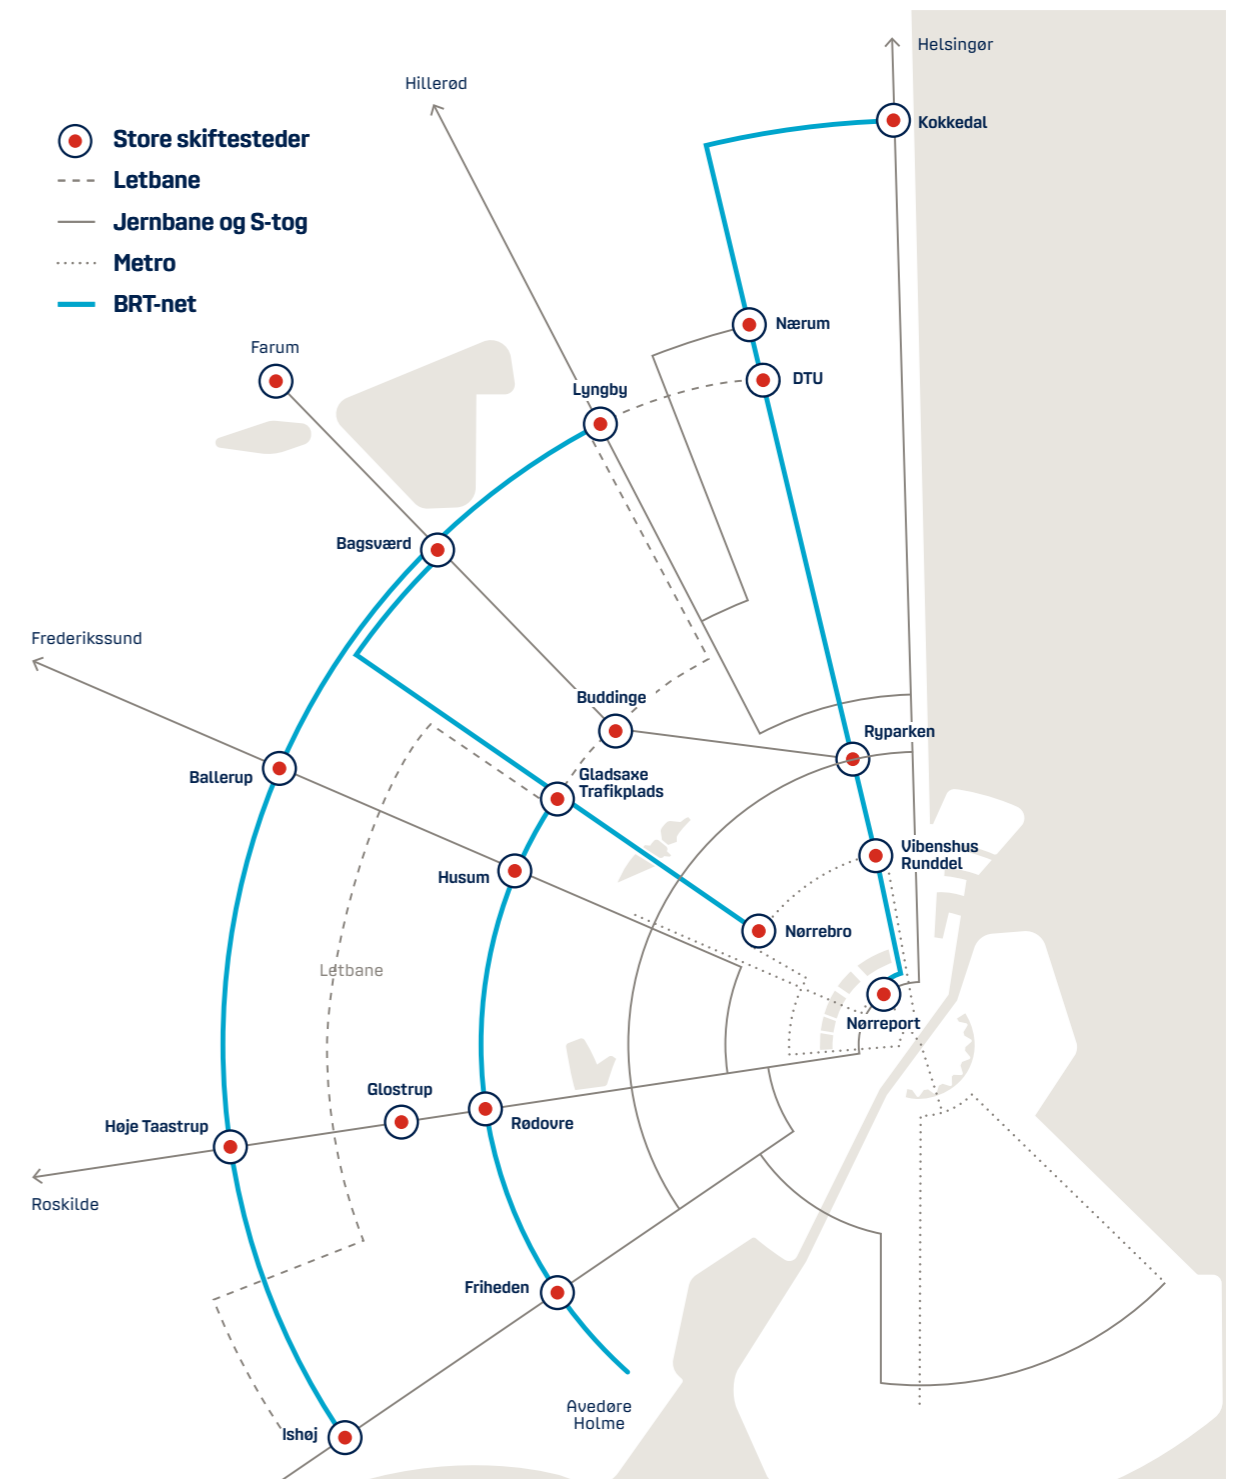 Helsingør
Hillerød
Kokkedal
Store skiftesteder
Letbane
Jernbane og S-tog
Metro
BRT-net
Nærum
Farum
DTU
Lyngby
Bagsværd
Frederikssund
Buddinge
Ryparken
Ballerup
Gladsaxe
Trafikplads
Vibenshus
Runddel
Husum
Nørrebro
Letbane
Nørreport
Glostrup
Høje Taastrup
Rødovre
Roskilde
Friheden
Avedøre
Holme
Ishøj